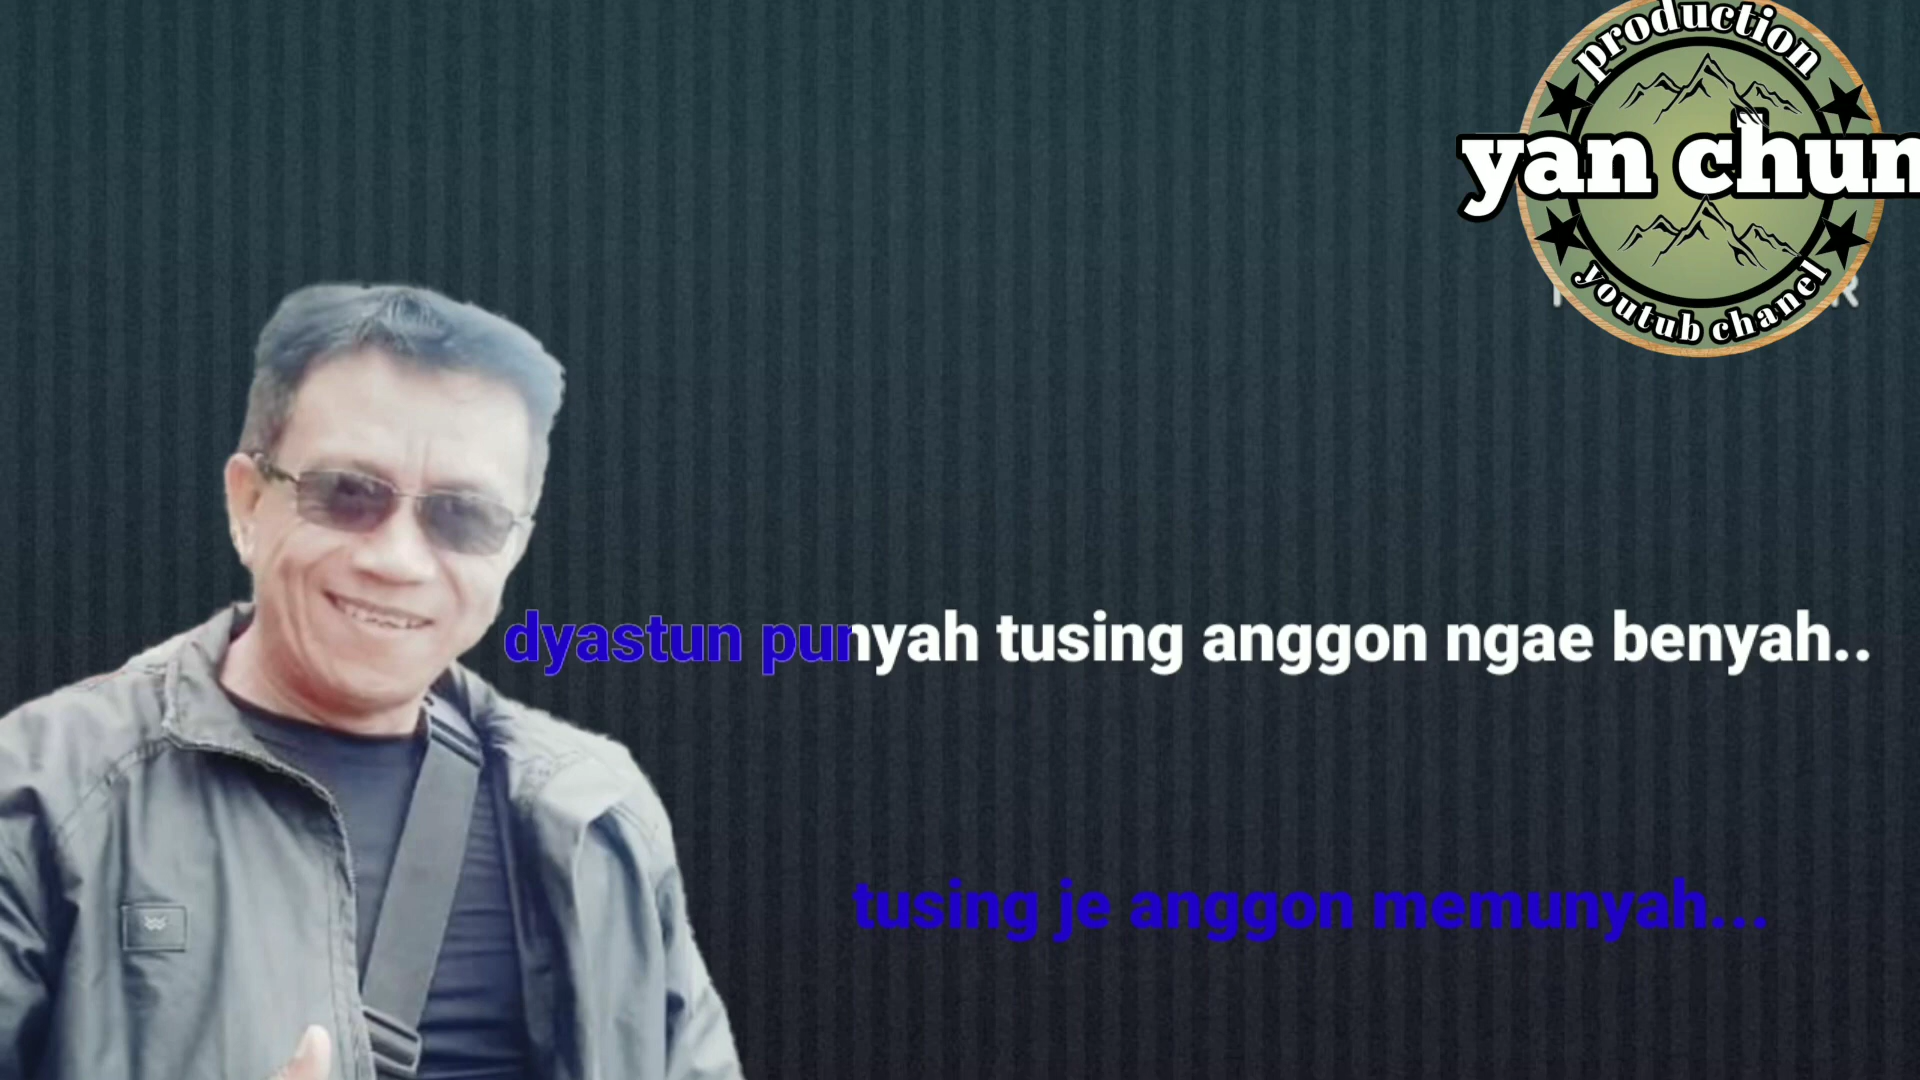 production
yan chun
youtub chanel
dyastun punyah tusing anggon ngae benyah..
tusing je anggon memunyah...